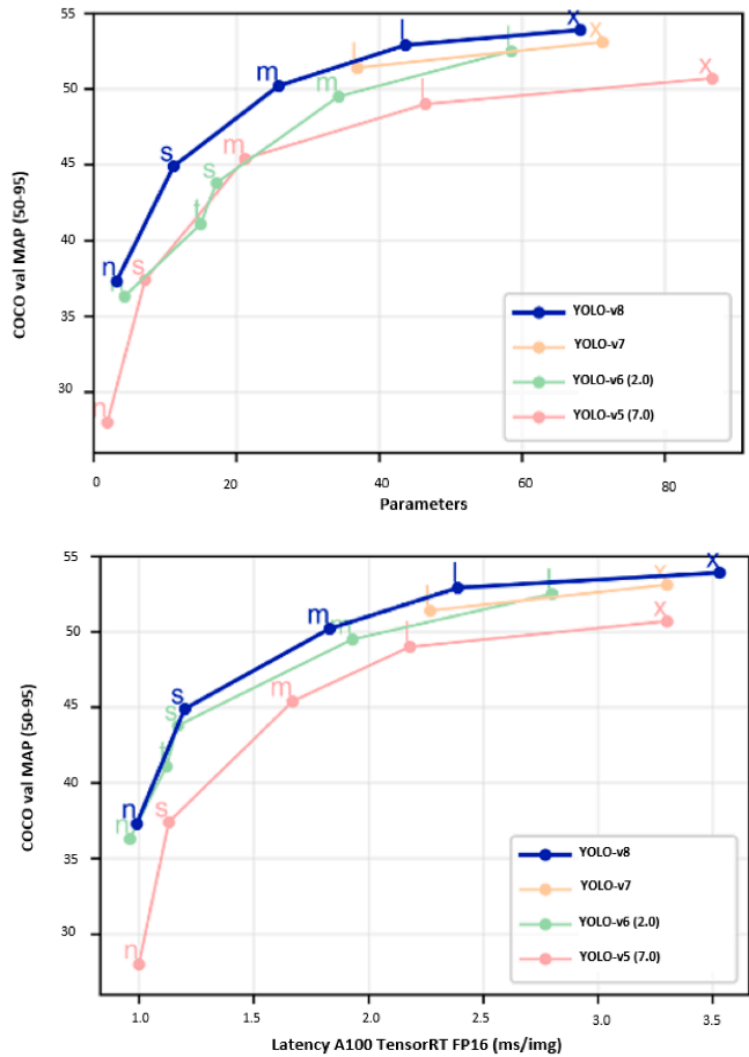 55
50
45
40
35
30
COCO val MAP (50-95)
n
s
m
l
x
l
x
n
t
s
m
l
n
s
m
l
x
YOLO-v8
YOLO-v7
YOLO-v6 (2.0)
YOLO-v5 (7.0)
0 20 40 60 80
Parameters
55
50
45
40
35
30
COCO val MAP (50-95)
n
s
m
l
x
l
x
n
t
s
m
l
n
s
m
l
x
YOLO-v8
YOLO-v7
YOLO-v6 (2.0)
YOLO-v5 (7.0)
1.0 1.5 2.0 2.5 3.0 3.5
Latency A100 TensorRT FP16 (ms/img)